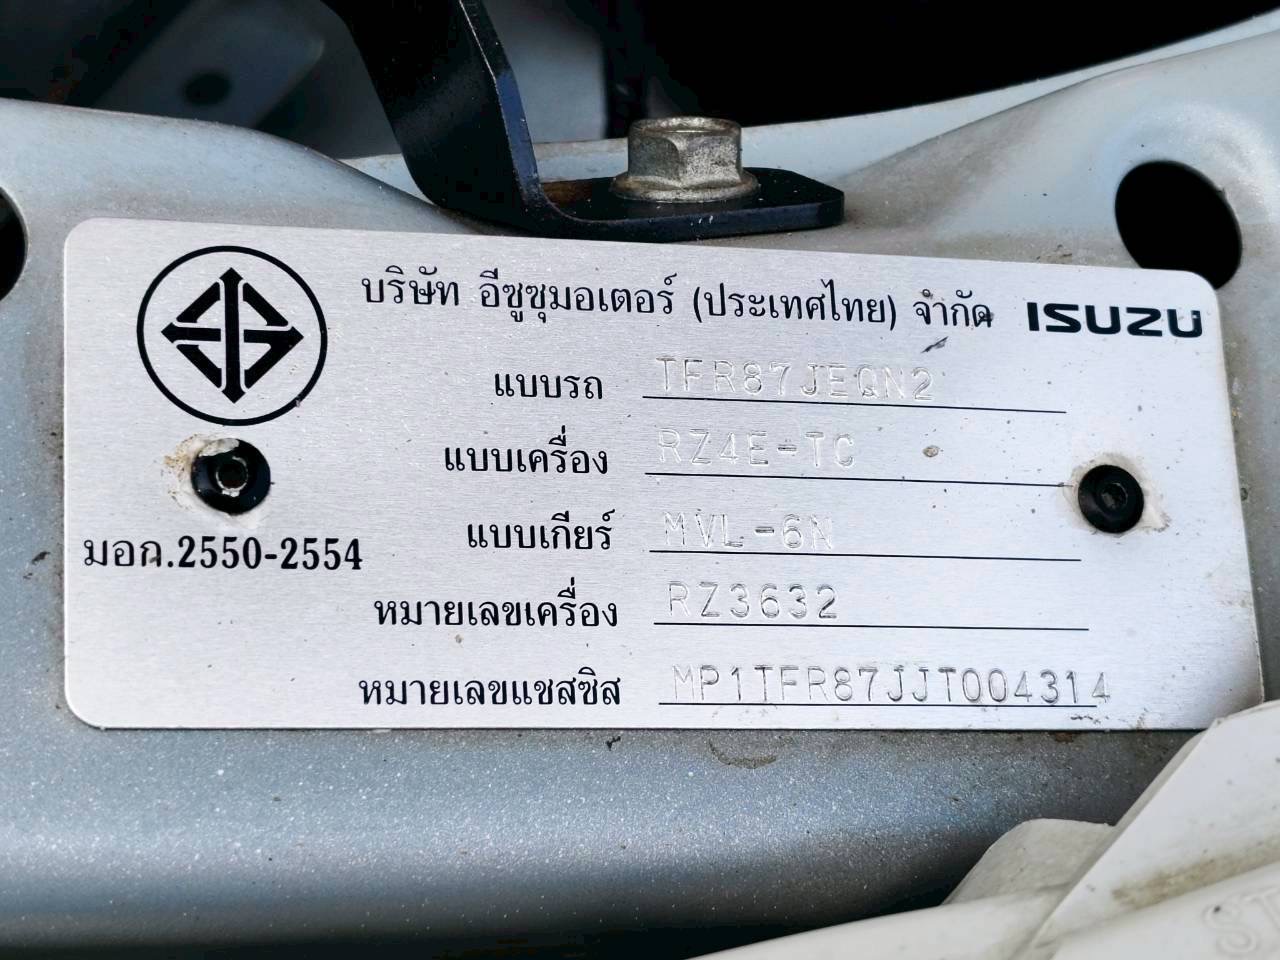 บริษัท อีซูซุมอเตอร์ (ประเทศไทย) จำกัด ISUZU
แบบรถ TFR87JEQN2
แบบเครื่อง RZ4E-TC
แบบเกียร์ MVL-6N
มอก.2550-2554
หมายเลขเครื่อง RZ3632
หมายเลขแชสซิส MP1TFR87JJT004314